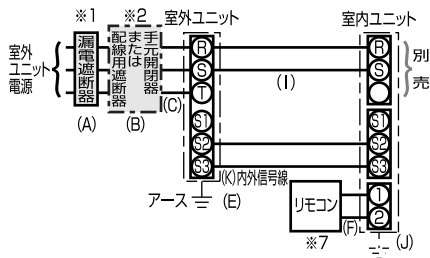 ※1
※2
室外ユニット
室内ユニット
室外
ユニット
電源
漏電遮断器
手元開閉器
または
配線用遮断器
(A)
(B)
(C)
R
S
T
S1
S2
S3
(I)
R
S
S1
S2
S3
別売
(K)内外信号線
アース
(E)
リモコン
※7
(F)
1
2
(J)